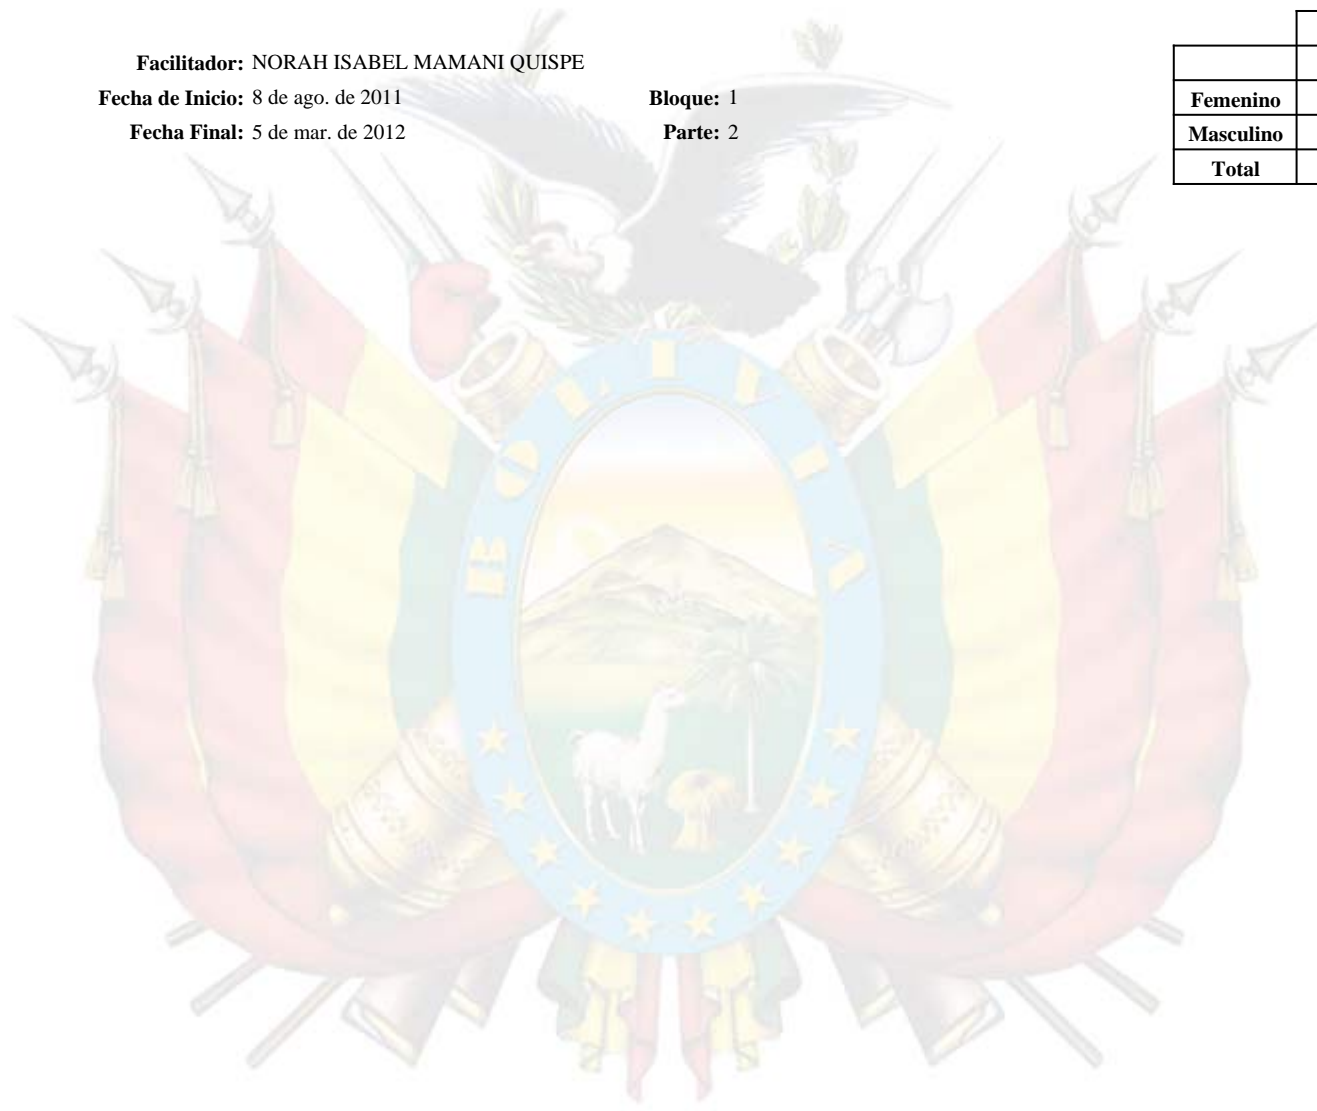 Facilitador: NORAH ISABEL MAMANI QUISPE
Fecha de Inicio: 8 de ago. de 2011 Bloque: 1
Fecha Final: 5 de mar. de 2012 Parte: 2
Femenino
Masculino
Total
BOLIVIA